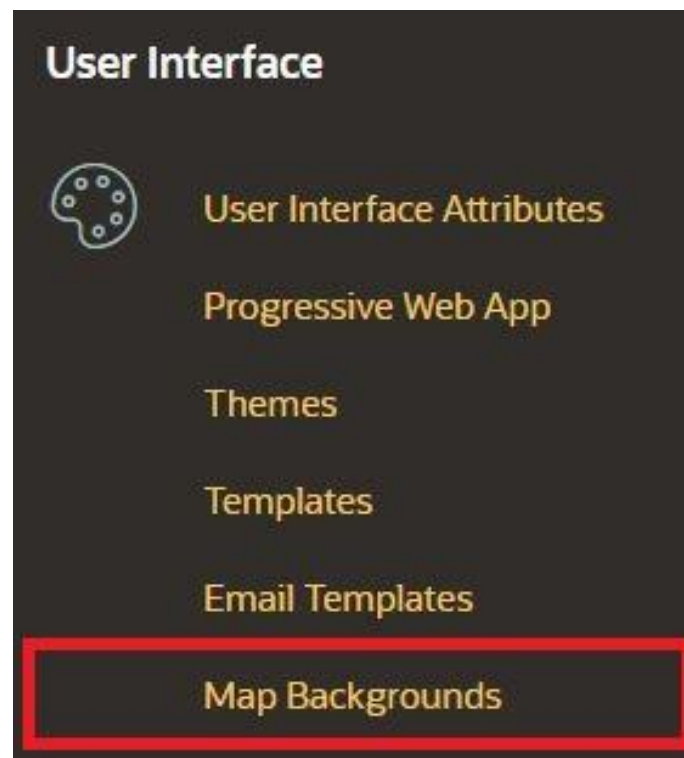 User Interface
User Interface Attributes
Progressive Web App
Themes
Templates
Email Templates
Map Backgrounds